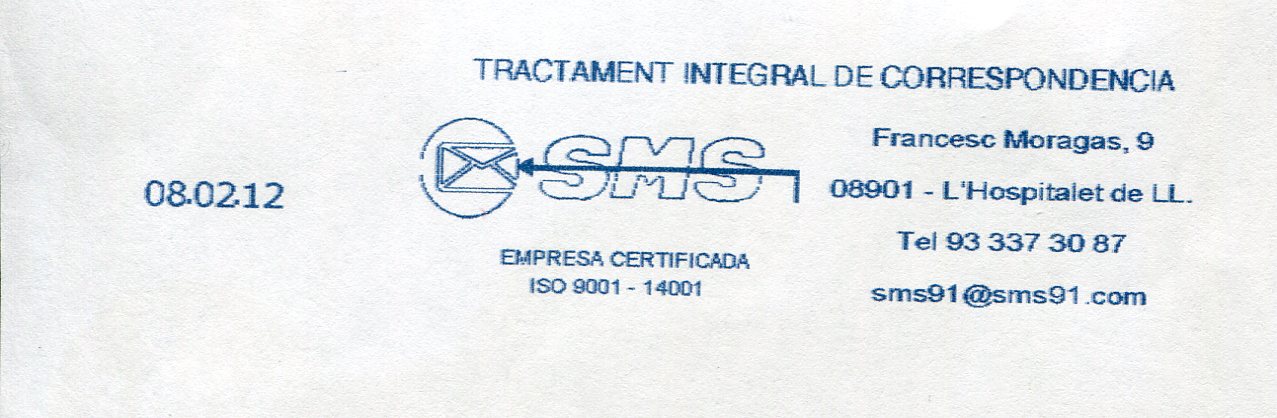 TRACTAMENT INTEGRAL DE CORRESPONDENCIA
08.02.12
SMS
EMPRESA CERTIFICADA
ISO 9001 - 14001
Francesc Moragas, 9
08901 - L'Hospitalet de LL.
Tel 93 337 30 87
sms91@sms91.com